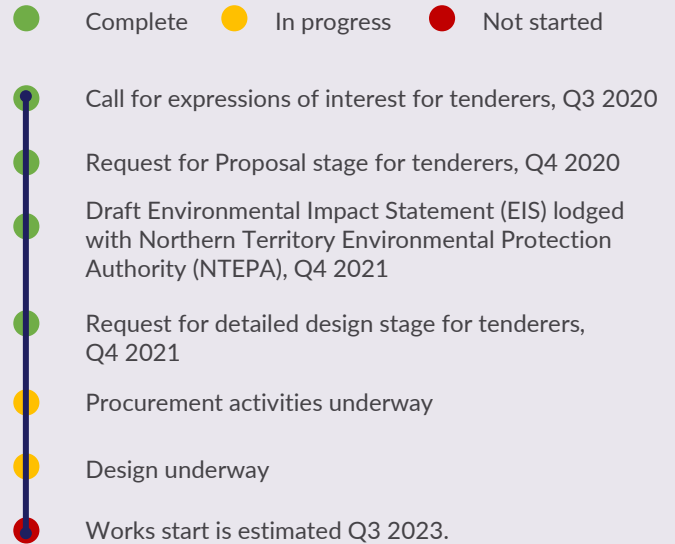 Complete In progress Not started
Call for expressions of interest for tenderers, Q3 2020
Request for Proposal stage for tenderers, Q4 2020
Draft Environmental Impact Statement (EIS) lodged
with Northern Territory Environmental Protection
Authority (NTEPA), Q4 2021
Request for detailed design stage for tenderers,
Q4 2021
Procurement activities underway
Design underway
Works start is estimated Q3 2023.